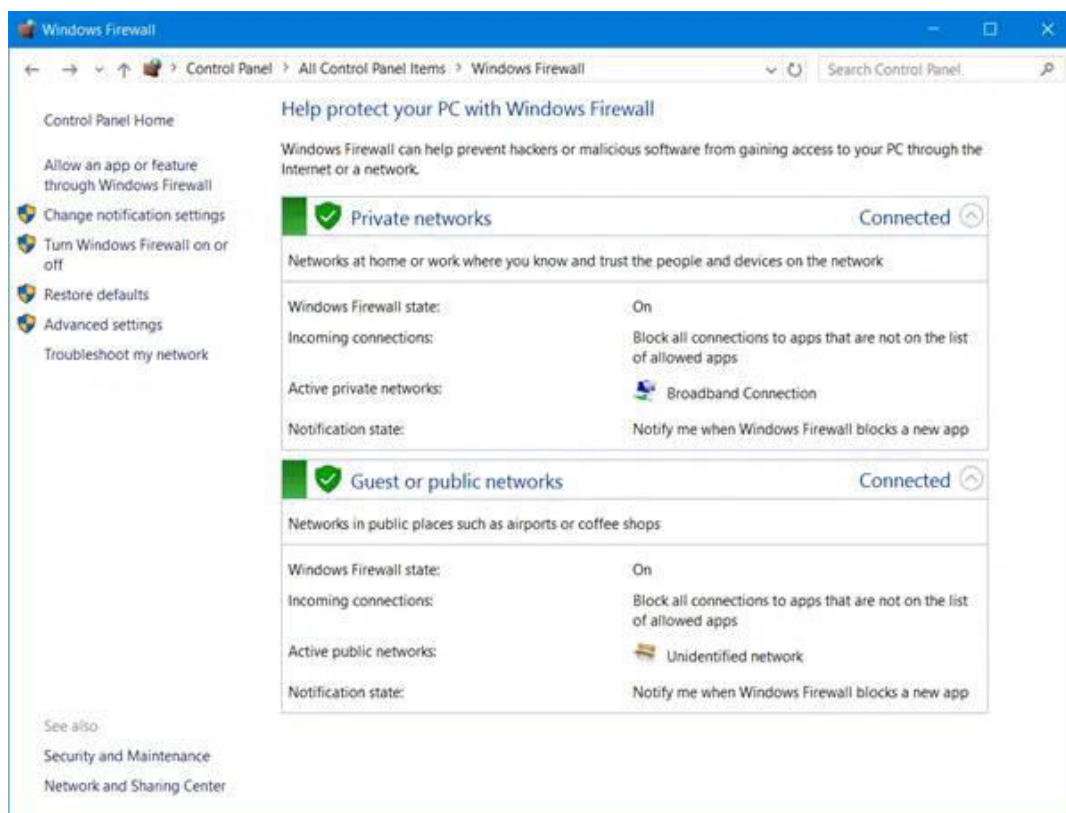 Windows Firewall
Control Panel > All Control Panel Items > Windows Firewall
Search Control Panel
Control Panel Home
Allow an app or feature
through Windows Firewall
Change notification settings
Turn Windows Firewall on or
off
Restore defaults
Advanced settings
Troubleshoot my network
See also
Security and Maintenance
Network and Sharing Center
Help protect your PC with Windows Firewall
Windows Firewall can help prevent hackers or malicious software from gaining access to your PC through the
Internet or a network.
Private networks Connected
Networks at home or work where you know and trust the people and devices on the network
Windows Firewall state: On
Incoming connections: Block all connections to apps that are not on the list
of allowed apps
Active private networks: Broadband Connection
Notification state: Notify me when Windows Firewall blocks a new app
Guest or public networks Connected
Networks in public places such as airports or coffee shops
Windows Firewall state: On
Incoming connections: Block all connections to apps that are not on the list
of allowed apps
Active public networks: Unidentified network
Notification state: Notify me when Windows Firewall blocks a new app